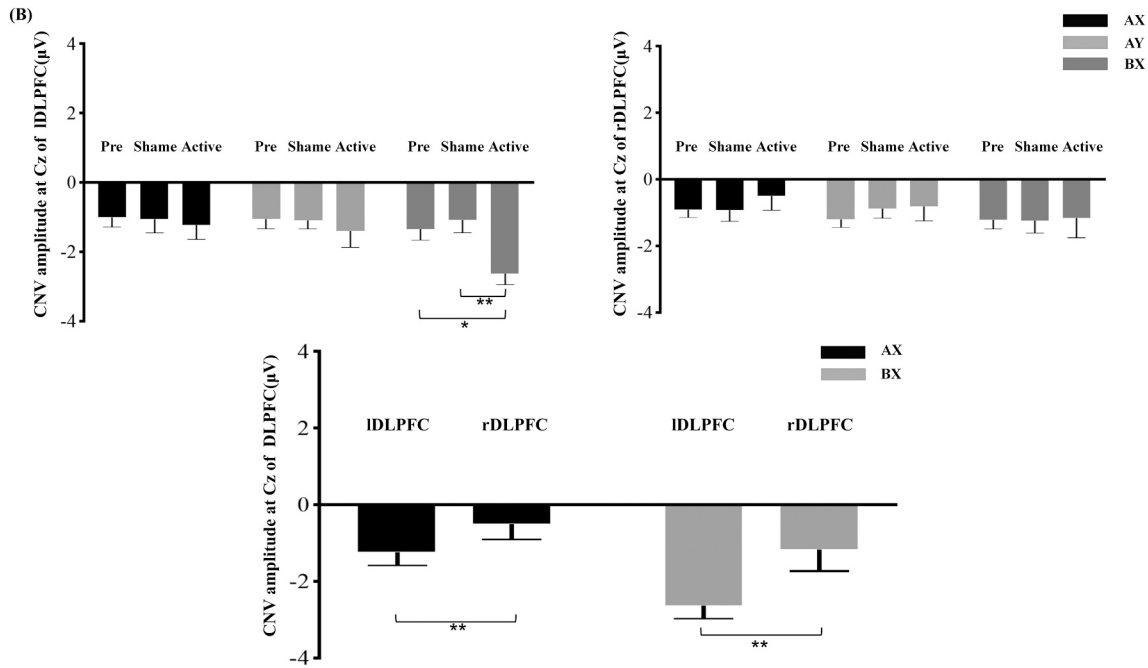 (B)
CNV amplitude at Cz of lDLPFC(μV)
4
2
0
-2
-4
Pre Shame Active Pre Shame Active Pre Shame Active
**
*
CNV amplitude at Cz of rDLPFC(μV)
4
2
0
-2
-4
Pre Shame Active Pre Shame Active Pre Shame Active
AX
AY
BX
CNV amplitude at Cz of DLPFC(μV)
4
2
0
-2
-4
lDLPFC rDLPFC lDLPFC rDLPFC
** **
AX
BX